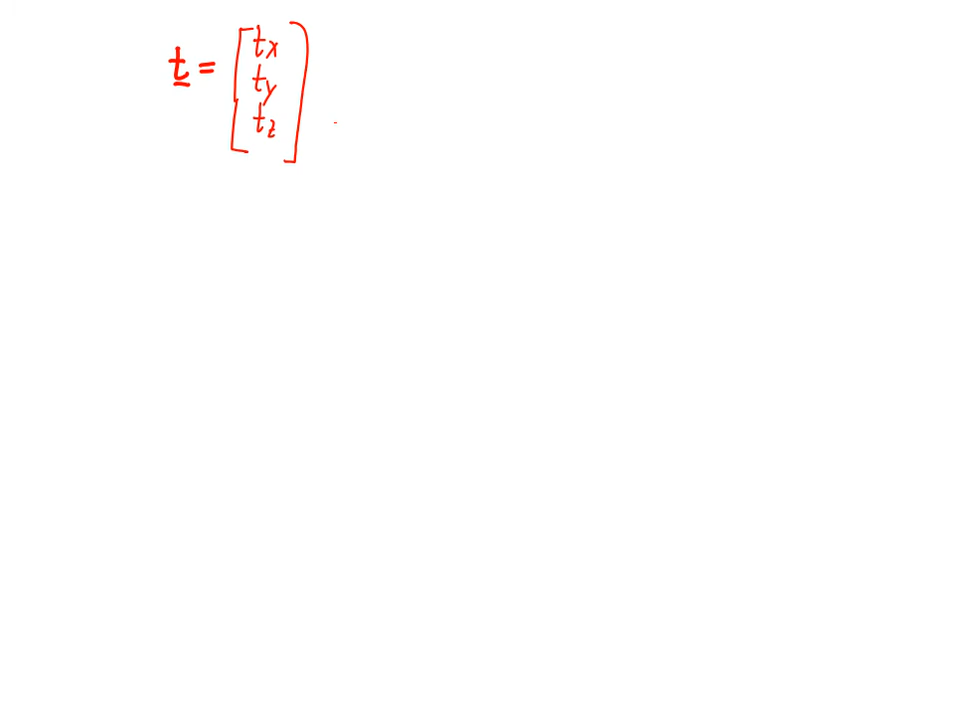 t = [ tx
ty
tz ]